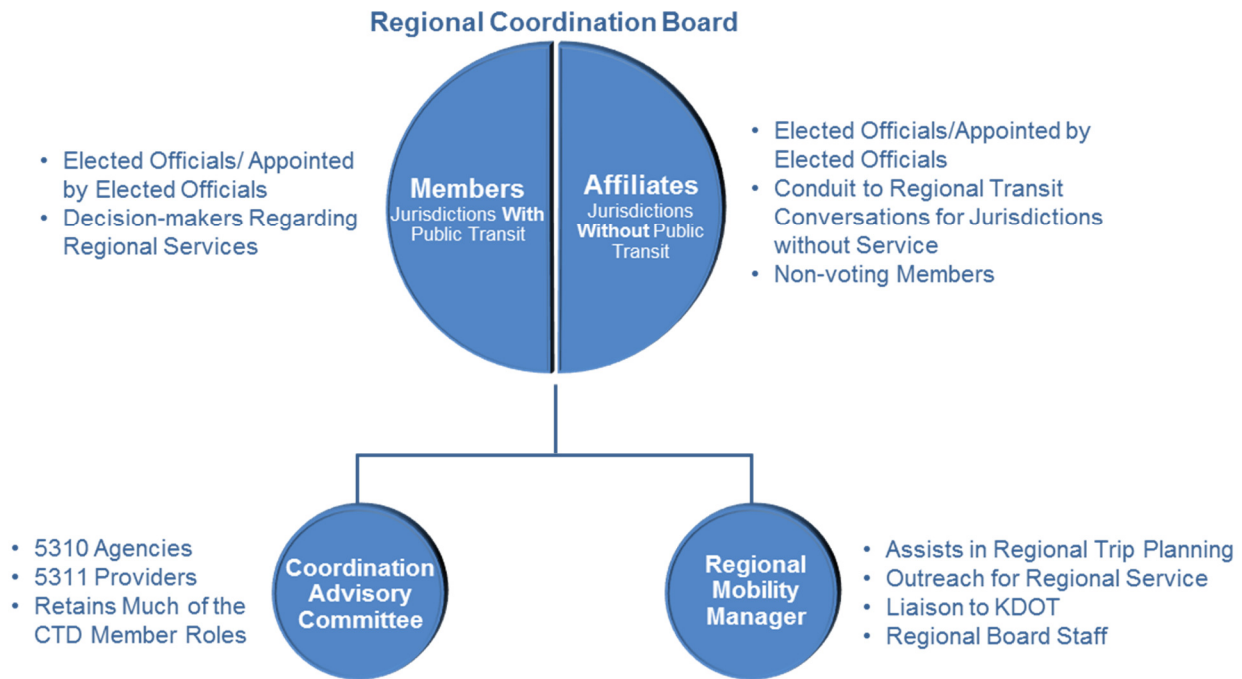 Regional Coordination Board
• Elected Officials/ Appointed
by Elected Officials
• Decision-makers Regarding
Regional Services
Members
Jurisdictions With
Public Transit
Affiliates
Jurisdictions
Without Public
Transit
• Elected Officials/Appointed by
Elected Officials
• Conduit to Regional Transit
Conversations for Jurisdictions
without Service
• Non-voting Members
• 5310 Agencies
• 5311 Providers
• Retains Much of the
CTD Member Roles
Coordination
Advisory
Committee
Regional
Mobility
Manager
• Assists in Regional Trip Planning
• Outreach for Regional Service
• Liaison to KDOT
• Regional Board Staff